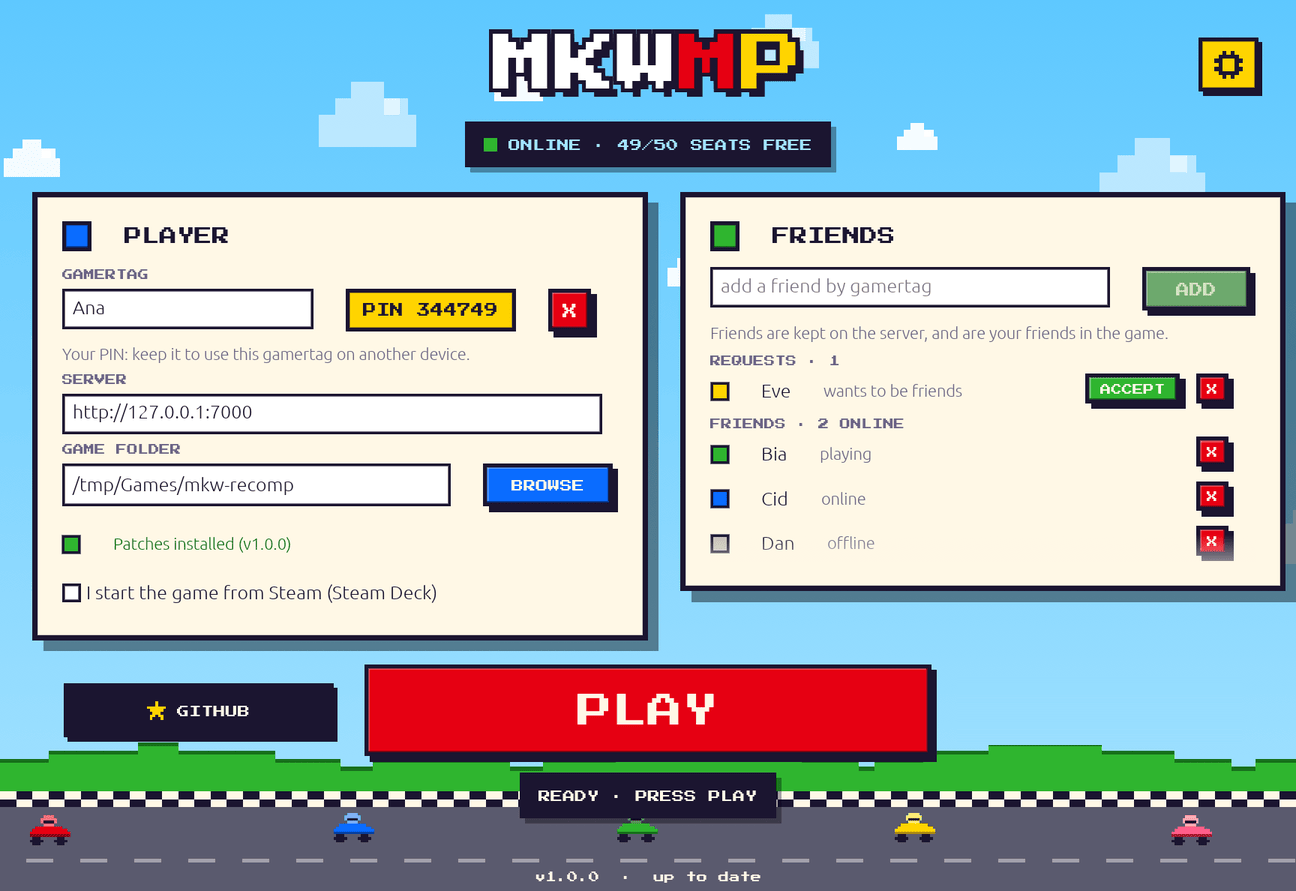 MKWMP
ONLINE · 49/50 SEATS FREE
PLAYER
GAMERTAG
Ana
PIN 344749
X
Your PIN: keep it to use this gamertag on another device.
SERVER
http://127.0.0.1:7000
GAME FOLDER
/tmp/Games/mkw-recomp
BROWSE
Patches installed (v1.0.0)
I start the game from Steam (Steam Deck)
FRIENDS
add a friend by gamertag
ADD
Friends are kept on the server, and are your friends in the game.
REQUESTS · 1
Eve wants to be friends ACCEPT X
FRIENDS · 2 ONLINE
Bia playing X
Cid online X
Dan offline X
GITHUB
PLAY
READY · PRESS PLAY
v1.0.0 · up to date